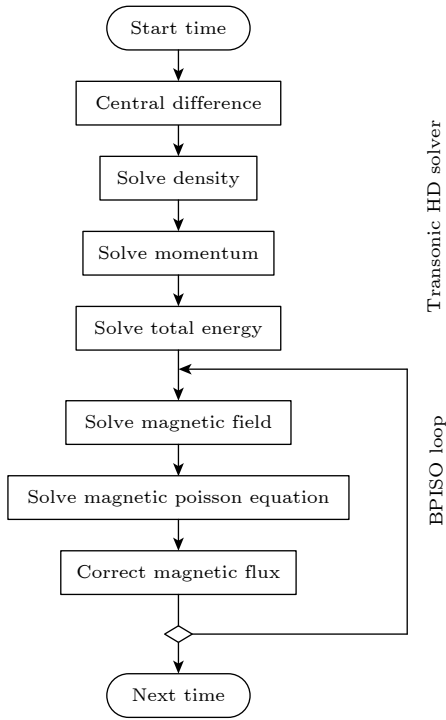 Start time
Central difference
Solve density
Solve momentum
Solve total energy
Transonic HD solver
Solve magnetic field
Solve magnetic poisson equation
Correct magnetic flux
BPISO loop
Next time